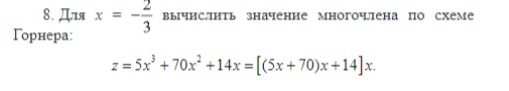 8. Для x = −2/3 вычислить значение многочлена по схеме
Горнера:
z = 5x³ + 70x² + 14x = [(5x + 70)x + 14]x.